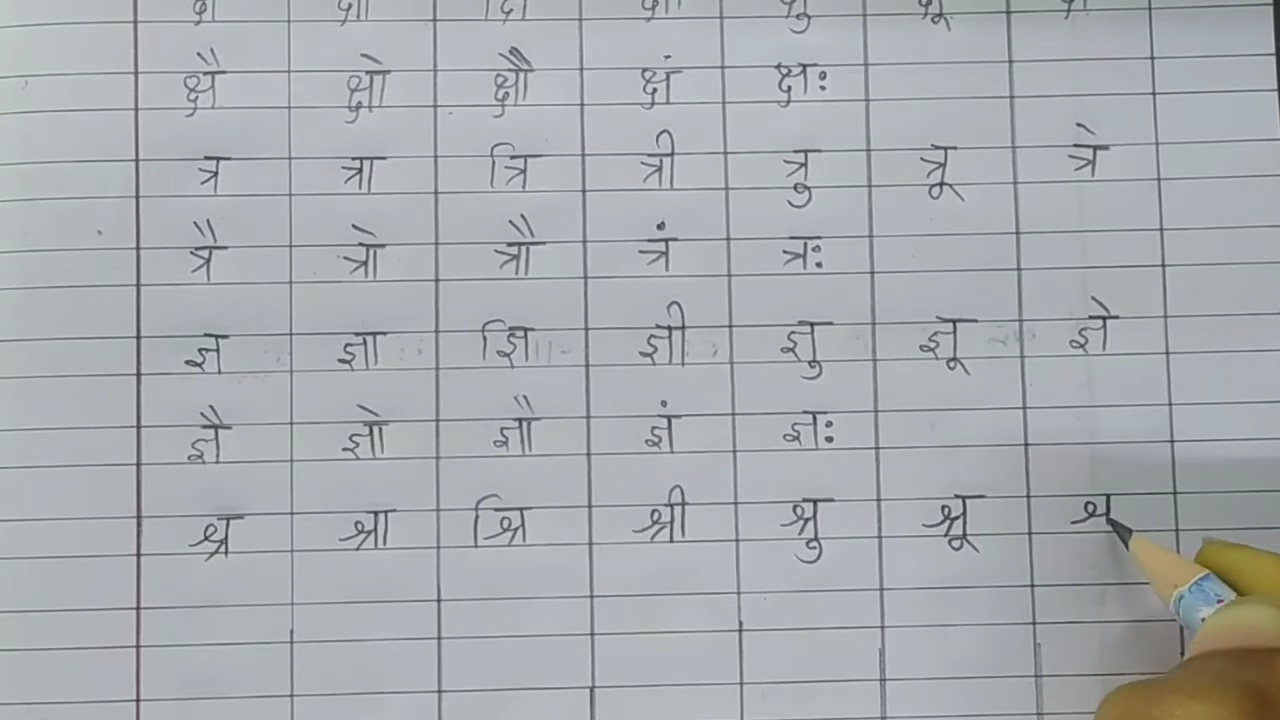 क्षै क्षो क्षौ क्षं क्षः
त्र त्रा त्रि त्री त्रु त्रू त्रे
त्रै त्रो त्रौ त्रं त्रः
ज्ञ ज्ञा ज्ञि ज्ञी ज्ञु ज्ञू ज्ञे
ज्ञै ज्ञो ज्ञौ ज्ञं ज्ञः
श्र श्रा श्रि श्री श्रु श्रू